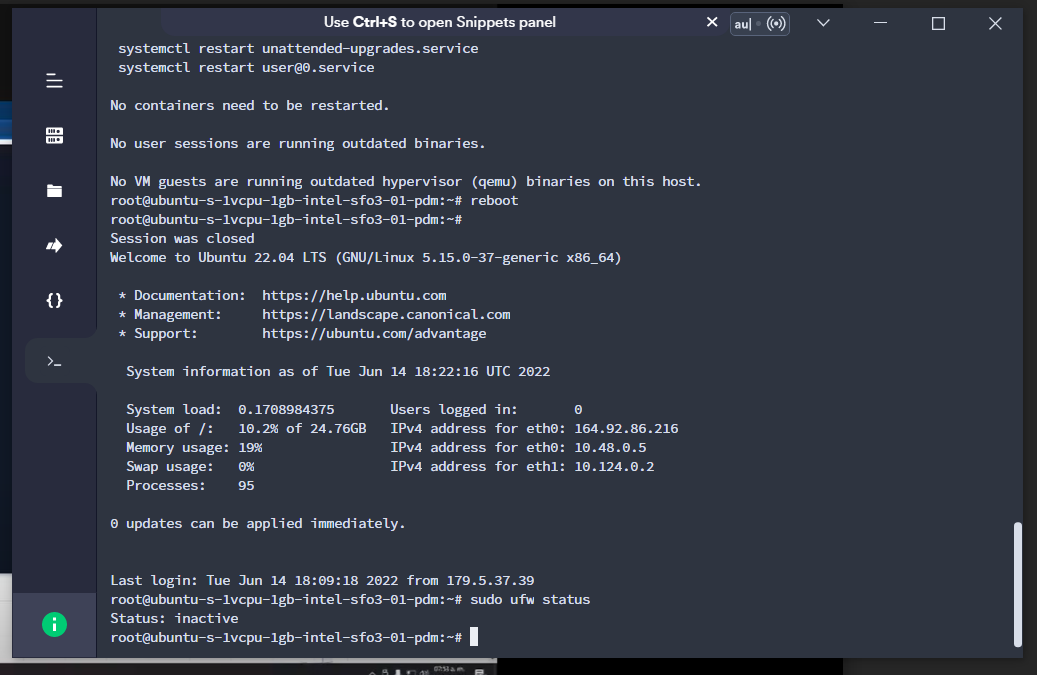 Use Ctrl+S to open Snippets panel
au|
systemctl restart unattended-upgrades.service
systemctl restart user@0.service
No containers need to be restarted.
No user sessions are running outdated binaries.
No VM guests are running outdated hypervisor (qemu) binaries on this host.
root@ubuntu-s-1vcpu-1gb-intel-sfo3-01-pdm:~# reboot
root@ubuntu-s-1vcpu-1gb-intel-sfo3-01-pdm:~#
Session was closed
Welcome to Ubuntu 22.04 LTS (GNU/Linux 5.15.0-37-generic x86_64)
* Documentation:  https://help.ubuntu.com
* Management:     https://landscape.canonical.com
* Support:        https://ubuntu.com/advantage
System information as of Tue Jun 14 18:22:16 UTC 2022
System load:  0.1708984375       Users logged in:       0
Usage of /:   10.2% of 24.76GB   IPv4 address for eth0: 164.92.86.216
Memory usage: 19%                IPv4 address for eth0: 10.48.0.5
Swap usage:   0%                 IPv4 address for eth1: 10.124.0.2
Processes:    95
0 updates can be applied immediately.
Last login: Tue Jun 14 18:09:18 2022 from 179.5.37.39
root@ubuntu-s-1vcpu-1gb-intel-sfo3-01-pdm:~# sudo ufw status
Status: inactive
root@ubuntu-s-1vcpu-1gb-intel-sfo3-01-pdm:~#